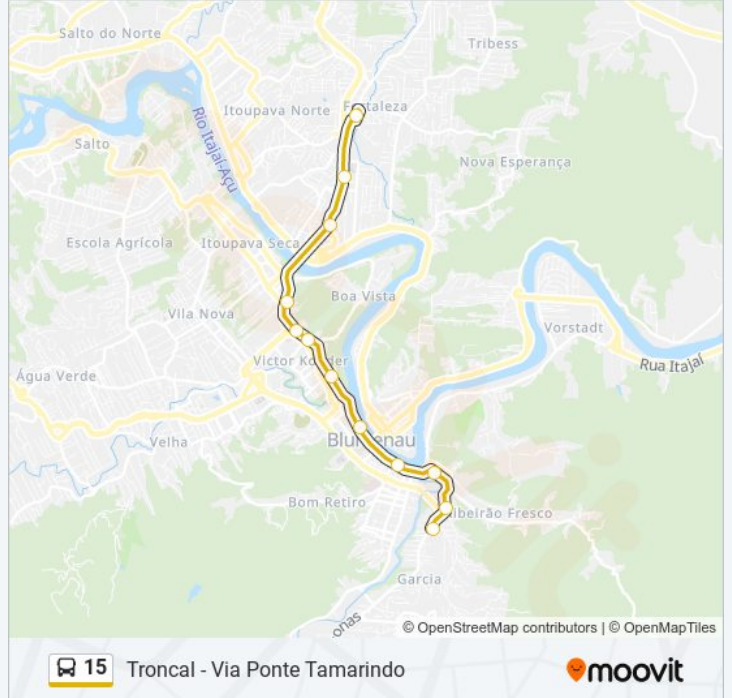 Salto do Norte
Tribess
Itoupava Norte
Fortaleza
Rio Itajaí-Açu
Salto
Nova Esperança
Escola Agrícola
Itoupava Seca
Boa Vista
Vila Nova
Vorstadt
Victor Konder
Rua Itajaí
Água Verde
Blumenau
Velha
Bom Retiro
Ribeirão Fresco
Garcia
onas
© OpenStreetMap contributors | © OpenMapTiles
15 Troncal - Via Ponte Tamarindo
moovit